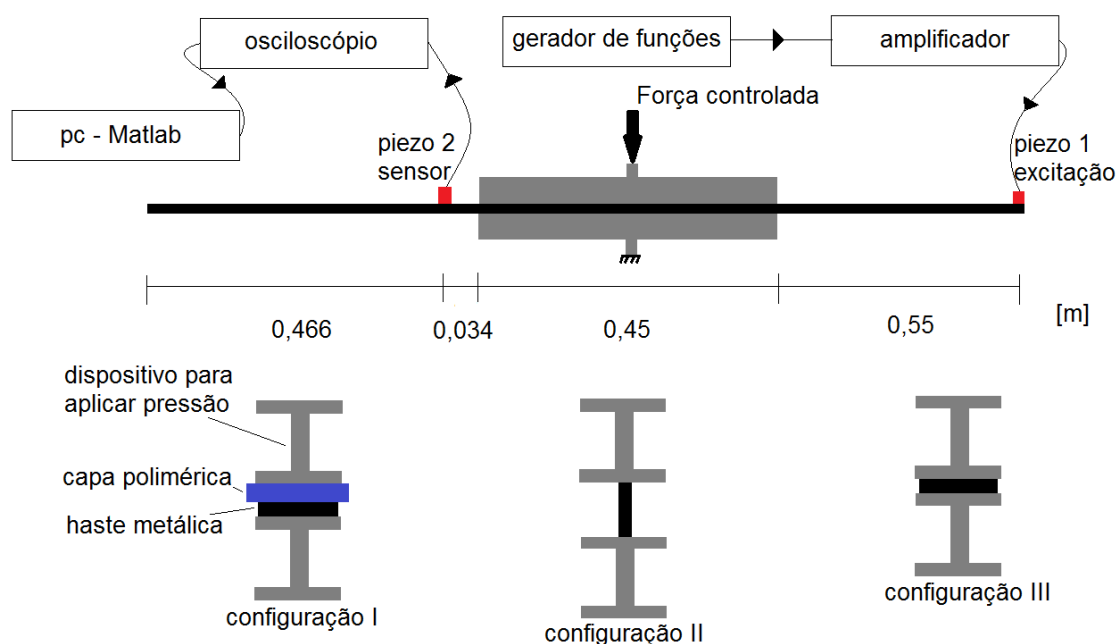 osciloscópio
gerador de funções
amplificador
pc - Matlab
Força controlada
piezo 2
sensor
piezo 1
excitação
0,466
0,034
0,45
0,55
[m]
dispositivo para
aplicar pressão
capa polimérica
haste metálica
configuração I
configuração II
configuração III